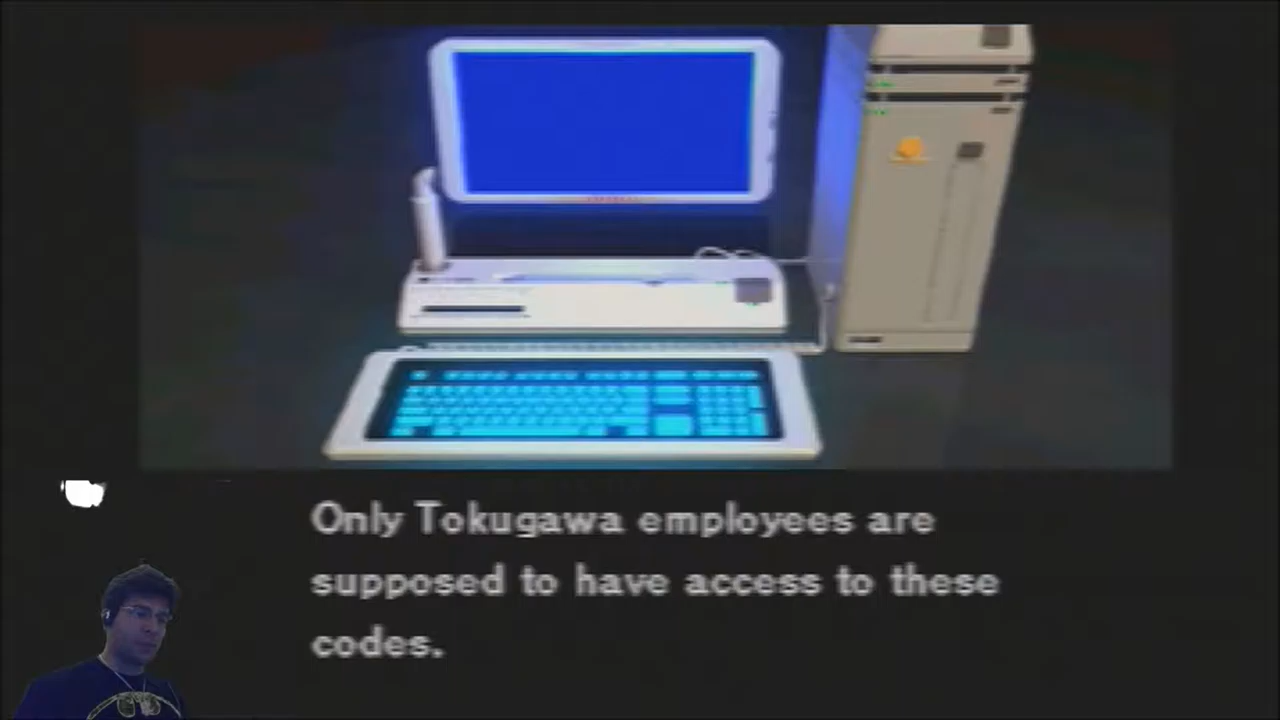 Only Tokugawa employees are
supposed to have access to these
codes.